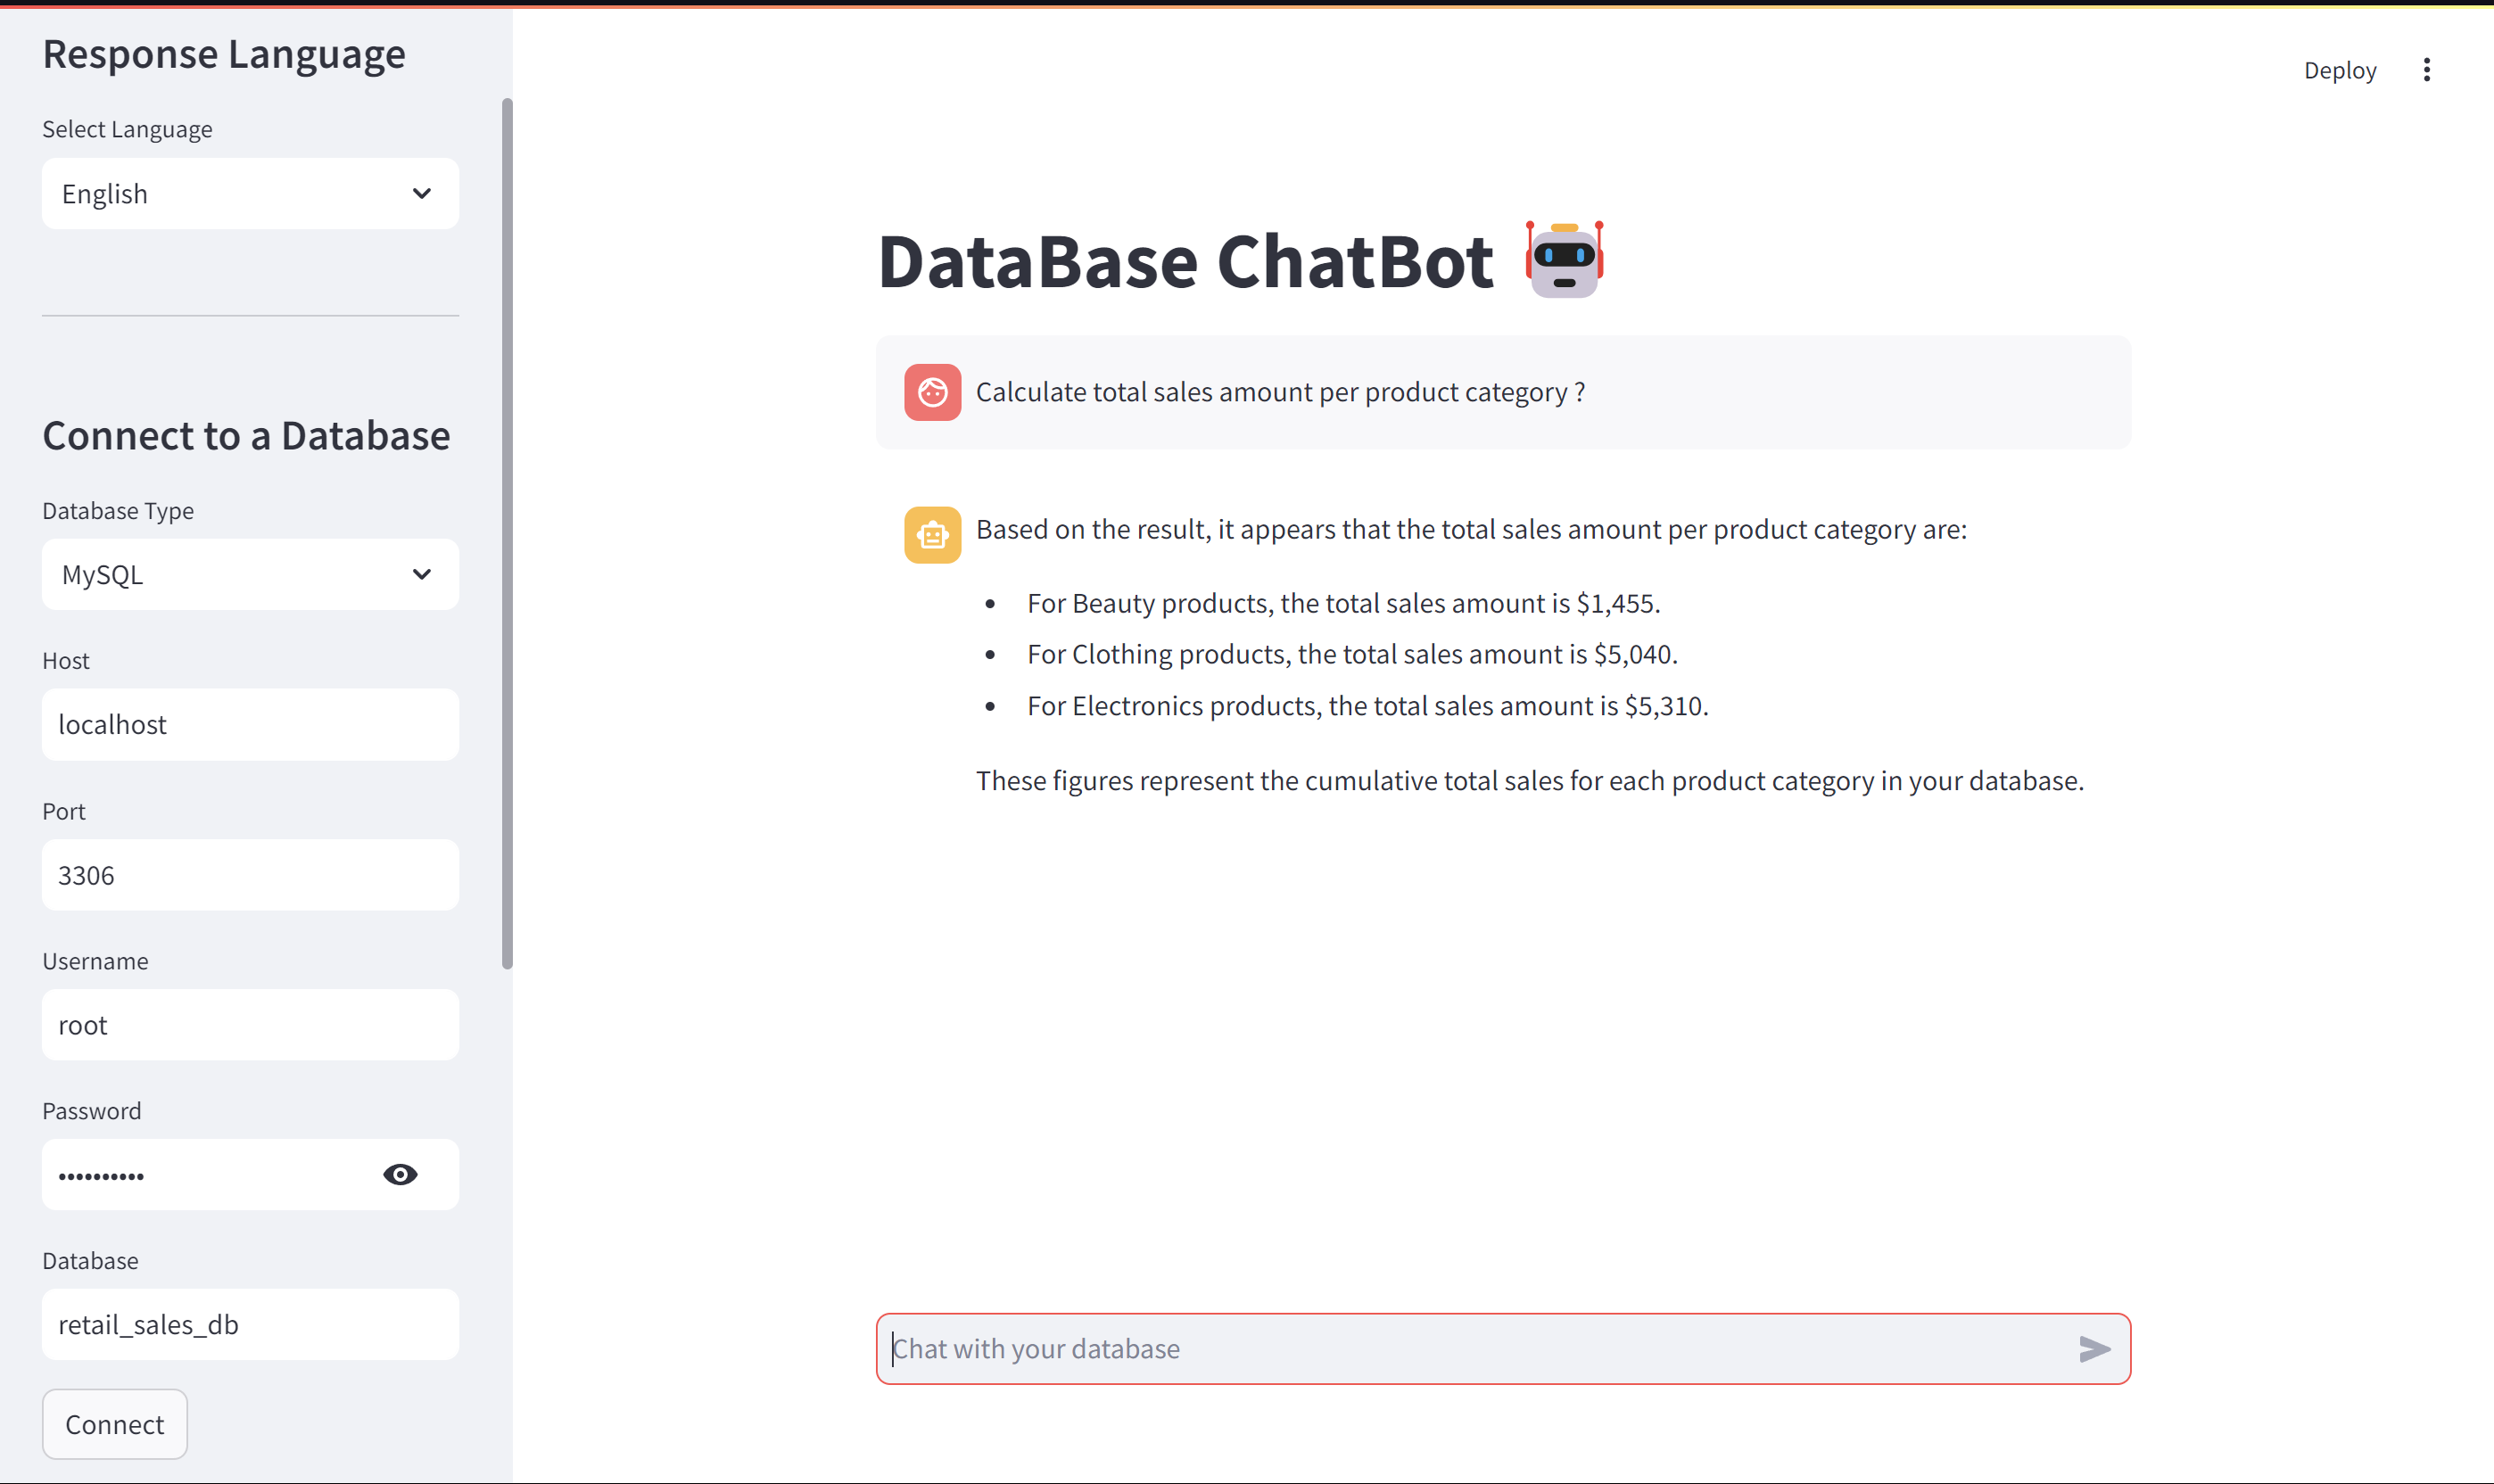 Response Language
Select Language
English
Connect to a Database
Database Type
MySQL
Host
localhost
Port
3306
Username
root
Password
••••••••••
Database
retail_sales_db
Connect
Deploy
DataBase ChatBot
Calculate total sales amount per product category ?
Based on the result, it appears that the total sales amount per product category are:
• For Beauty products, the total sales amount is $1,455.
• For Clothing products, the total sales amount is $5,040.
• For Electronics products, the total sales amount is $5,310.
These figures represent the cumulative total sales for each product category in your database.
Chat with your database